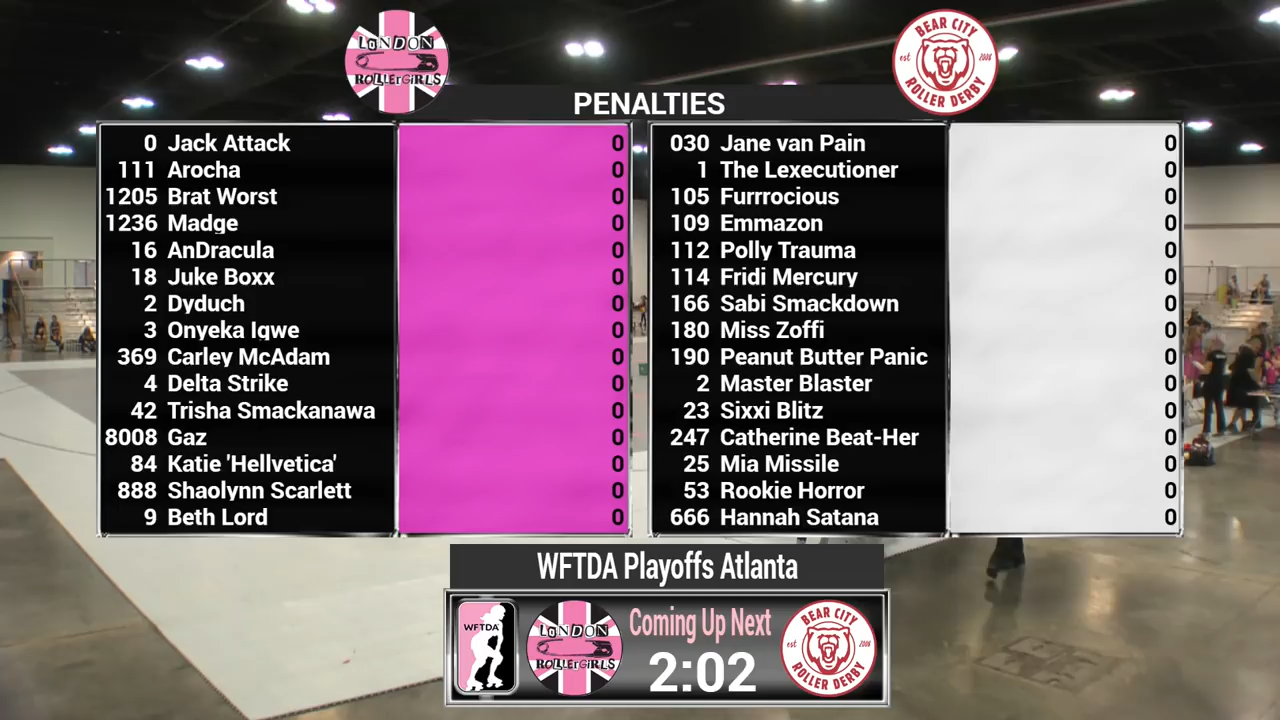 LONDON
ROLLErGiRLS
BEAR CITY
est 2008
ROLLER DERBY
PENALTIES
0 Jack Attack 0
111 Arocha 0
1205 Brat Worst 0
1236 Madge 0
16 AnDracula 0
18 Juke Boxx 0
2 Dyduch 0
3 Onyeka Igwe 0
369 Carley McAdam 0
4 Delta Strike 0
42 Trisha Smackanawa 0
8008 Gaz 0
84 Katie 'Hellvetica' 0
888 Shaolynn Scarlett 0
9 Beth Lord 0
030 Jane van Pain 0
1 The Lexecutioner 0
105 Furrrocious 0
109 Emmazon 0
112 Polly Trauma 0
114 Fridi Mercury 0
166 Sabi Smackdown 0
180 Miss Zoffi 0
190 Peanut Butter Panic 0
2 Master Blaster 0
23 Sixxi Blitz 0
247 Catherine Beat-Her 0
25 Mia Missile 0
53 Rookie Horror 0
666 Hannah Satana 0
WFTDA Playoffs Atlanta
WFTDA
LONDON
ROLLErGiRLS
Coming Up Next
2:02
BEAR CITY
est 2008
ROLLER DERBY